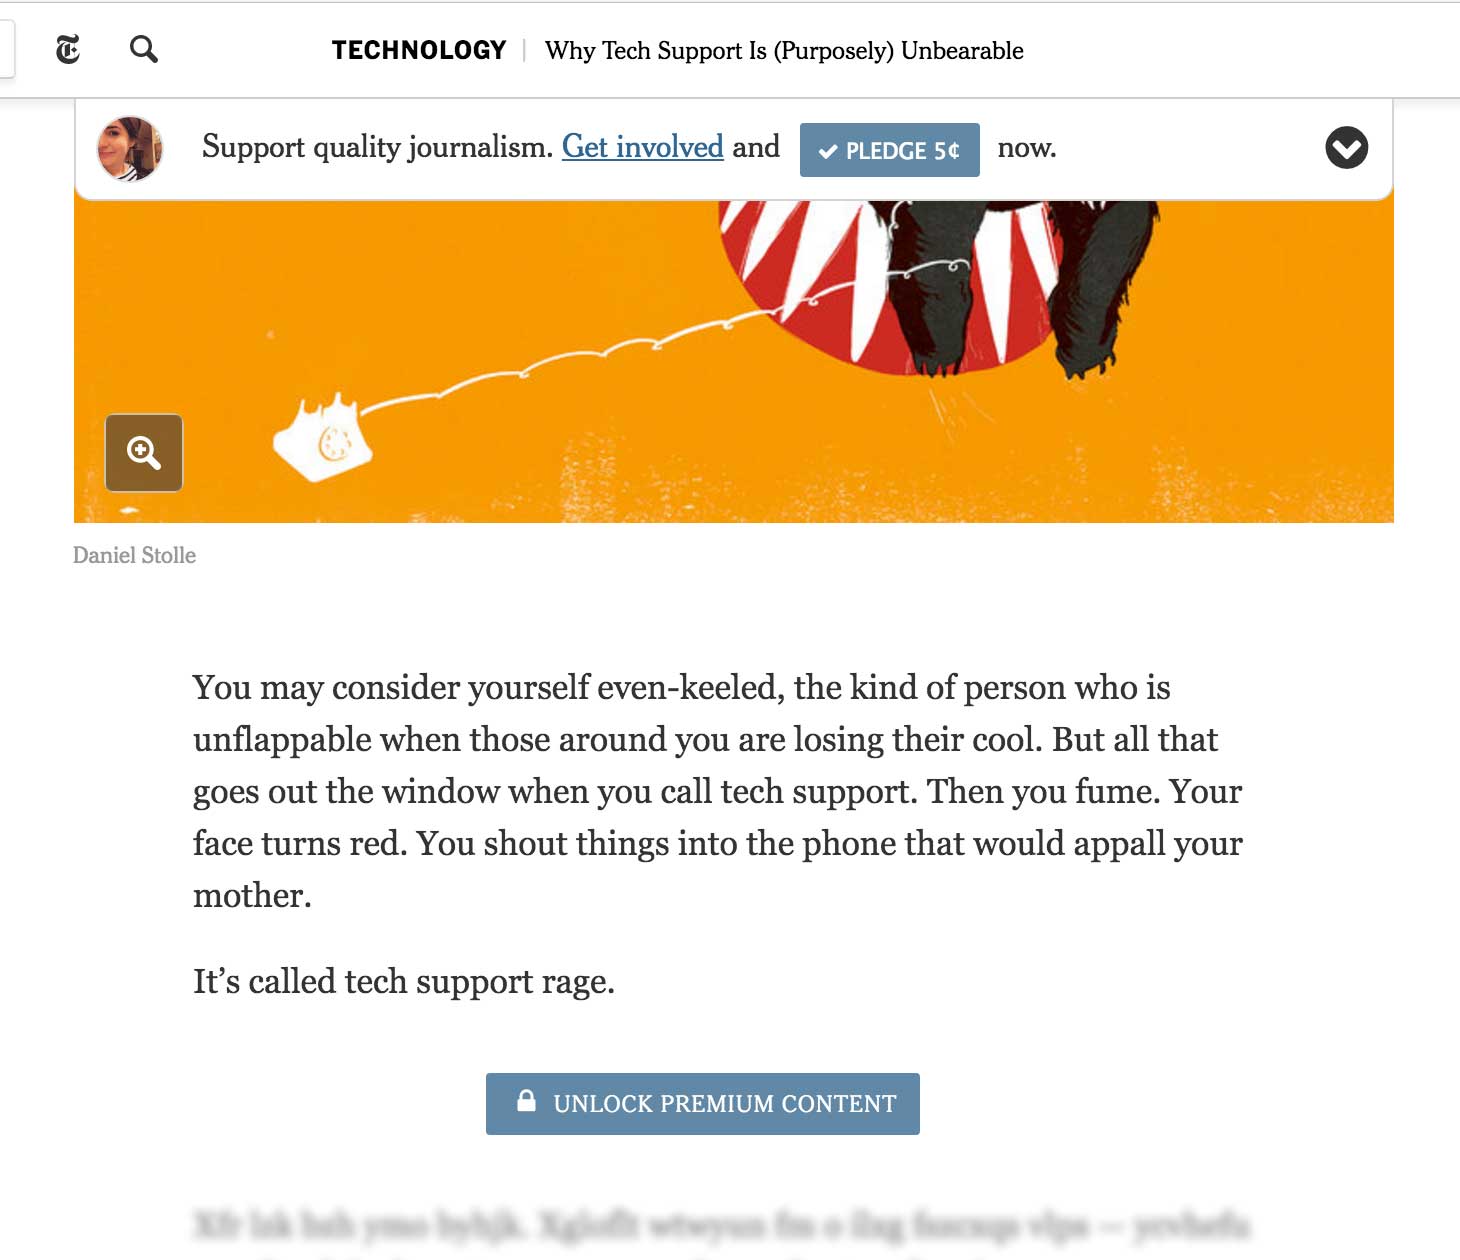 TECHNOLOGY | Why Tech Support Is (Purposely) Unbearable
Support quality journalism. Get involved and ✓ PLEDGE 5¢ now.
Daniel Stolle
You may consider yourself even-keeled, the kind of person who is
unflappable when those around you are losing their cool. But all that
goes out the window when you call tech support. Then you fume. Your
face turns red. You shout things into the phone that would appall your
mother.
It’s called tech support rage.
UNLOCK PREMIUM CONTENT